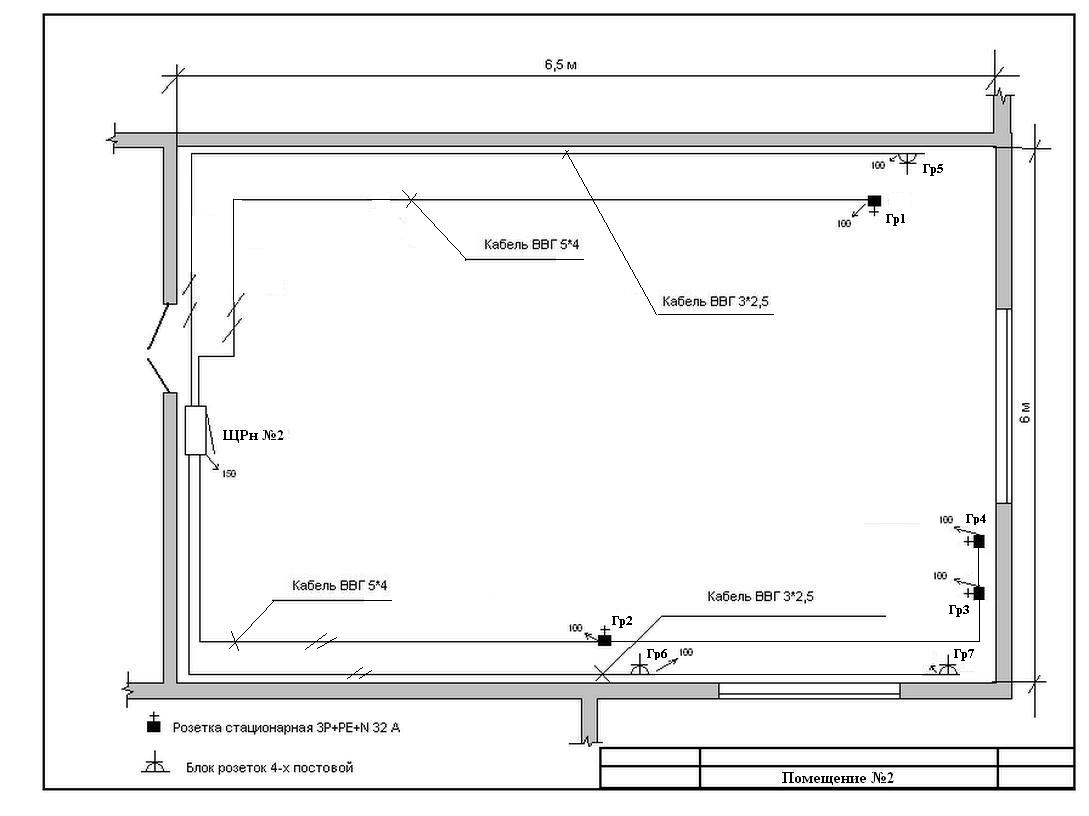 6,5 м
100
Гр5
100
Гр1
Кабель ВВГ 5*4
Кабель ВВГ 3*2,5
6 м
ЩРн №2
150
100
Гр4
100
Гр3
Кабель ВВГ 5*4
Кабель ВВГ 3*2,5
100
Гр2
Гр6
100
Гр7
Розетка стационарная 3Р+РЕ+N 32 А
Блок розеток 4-х постовой
Помещение №2